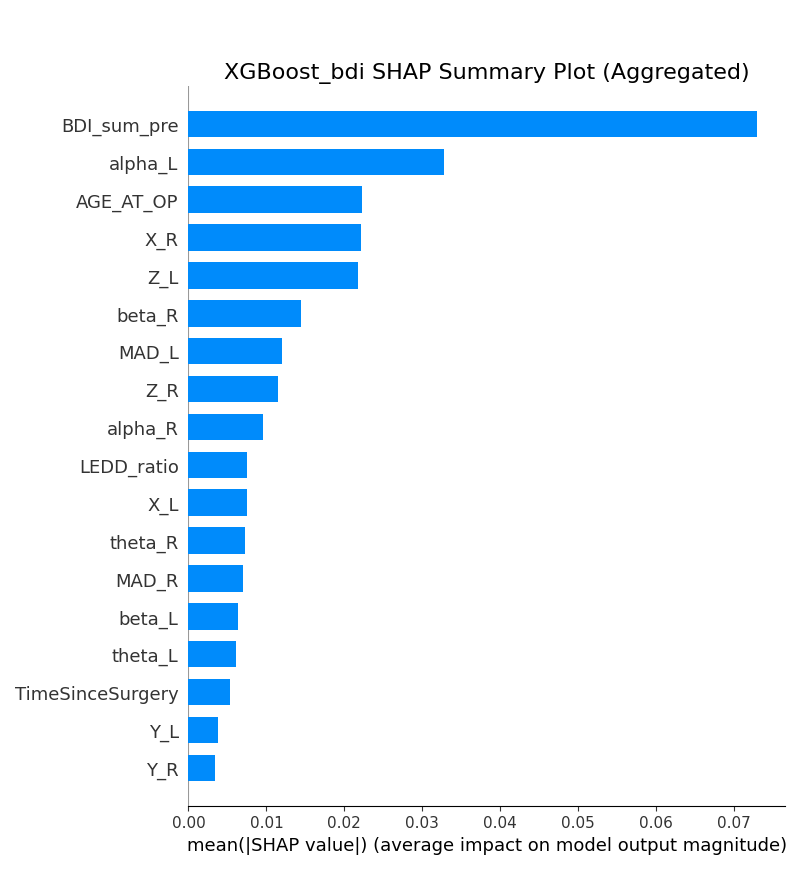 XGBoost_bdi SHAP Summary Plot (Aggregated)
BDI_sum_pre
alpha_L
AGE_AT_OP
X_R
Z_L
beta_R
MAD_L
Z_R
alpha_R
LEDD_ratio
X_L
theta_R
MAD_R
beta_L
theta_L
TimeSinceSurgery
Y_L
Y_R
0.00 0.01 0.02 0.03 0.04 0.05 0.06 0.07
mean(|SHAP value|) (average impact on model output magnitude)